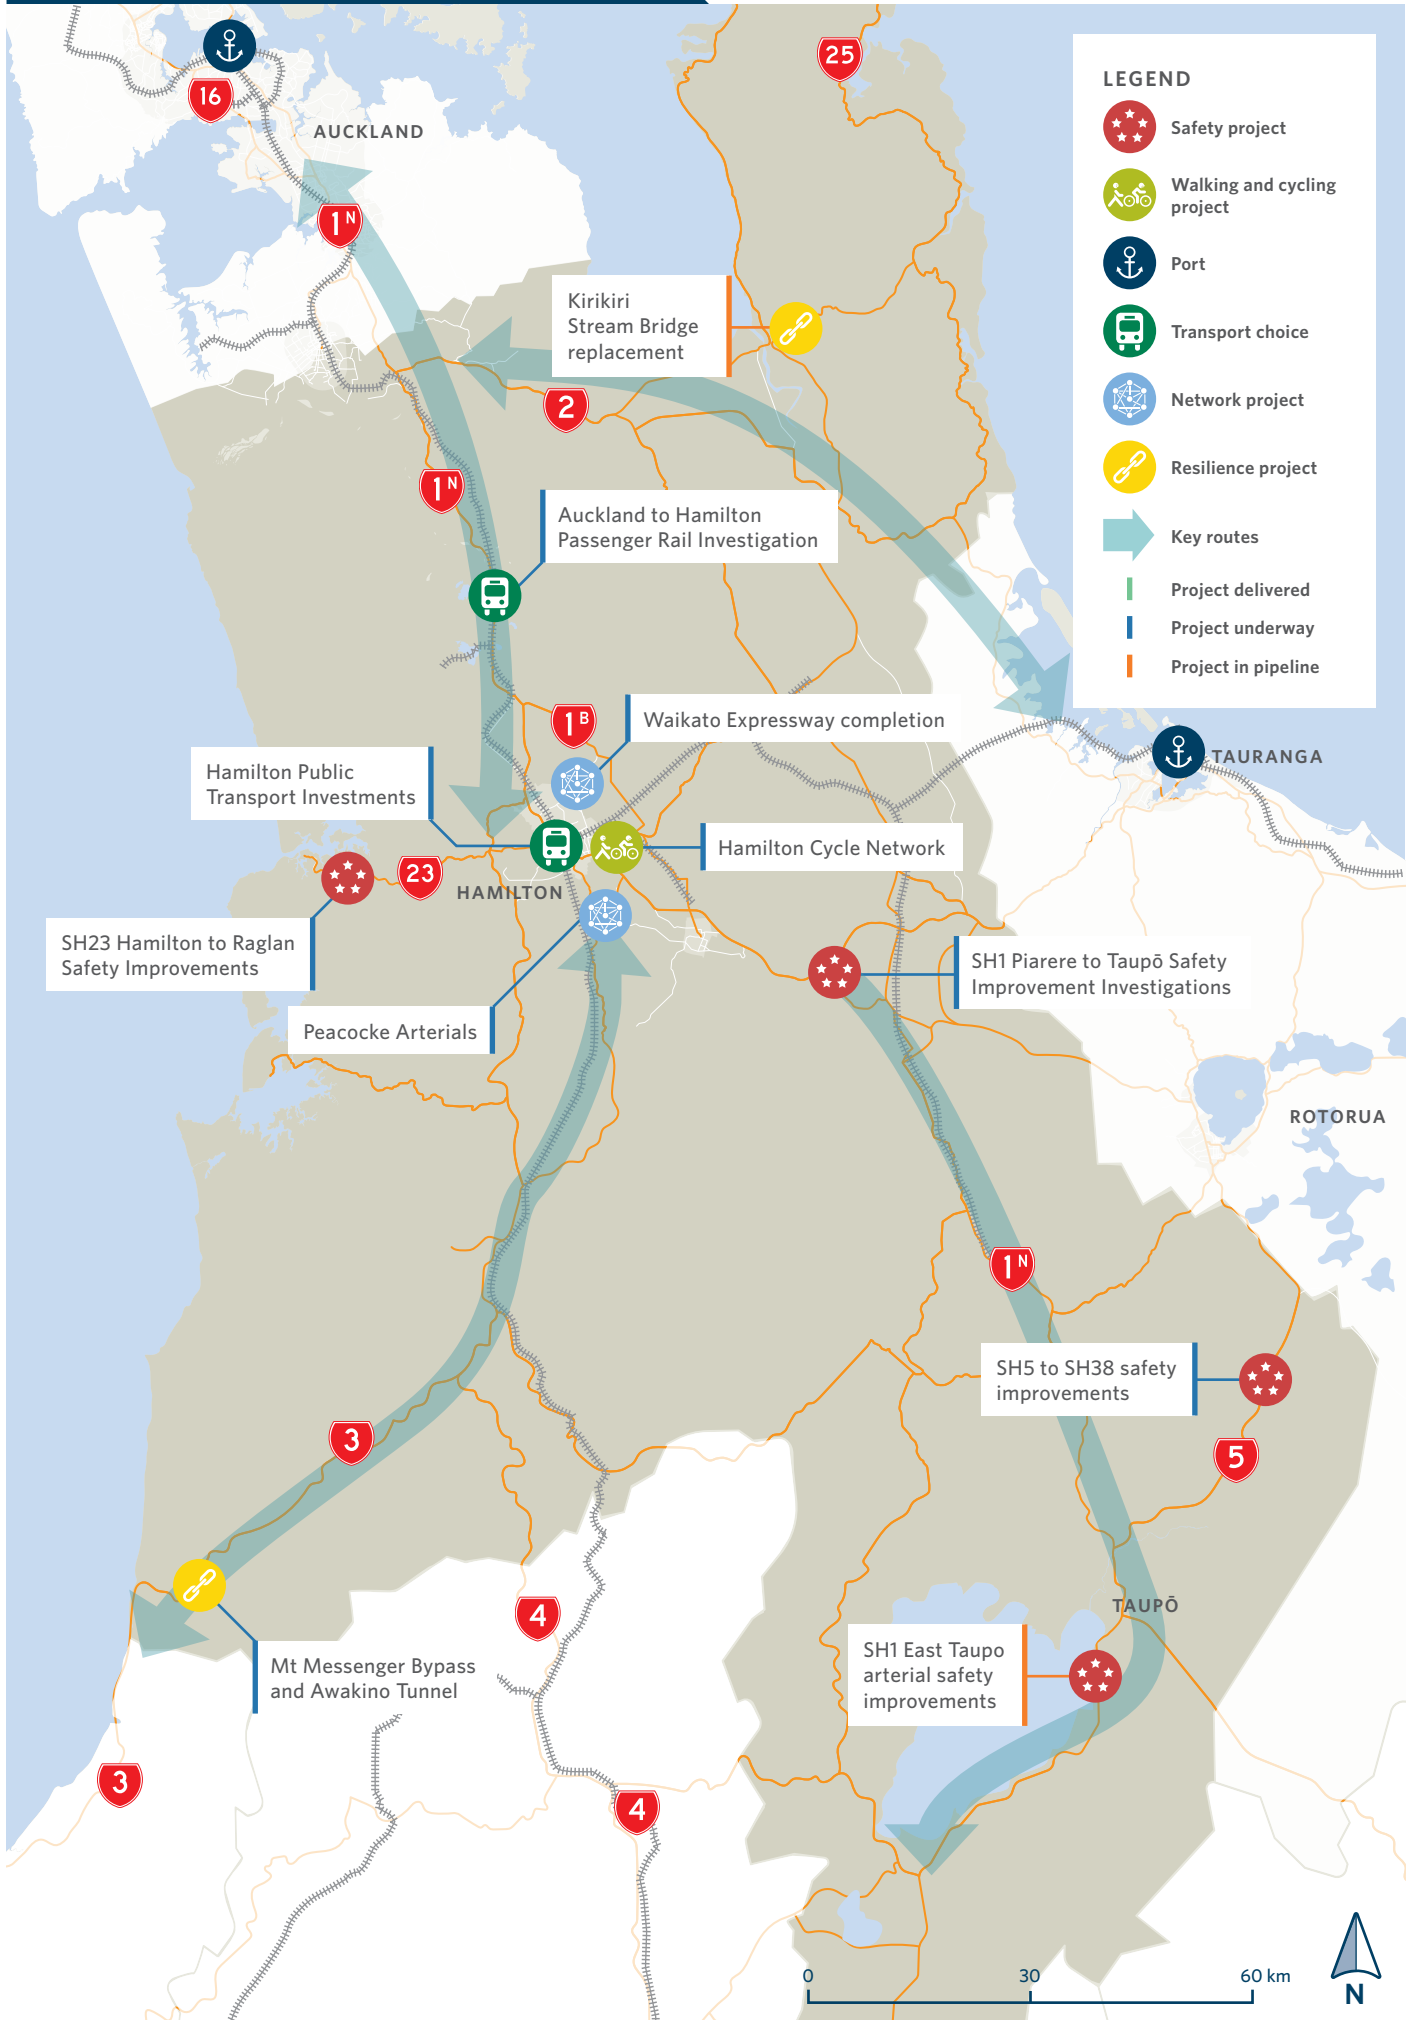 16
AUCKLAND
25
1N
LEGEND
Safety project
Walking and cycling
project
Port
Transport choice
Network project
Resilience project
Key routes
Project delivered
Project underway
Project in pipeline
Kirikiri
Stream Bridge
replacement
2
1N
Auckland to Hamilton
Passenger Rail Investigation
1B
Waikato Expressway completion
TAURANGA
Hamilton Public
Transport Investments
Hamilton Cycle Network
23
HAMILTON
SH23 Hamilton to Raglan
Safety Improvements
SH1 Piarere to Taupō Safety
Improvement Investigations
Peacocke Arterials
ROTORUA
1N
SH5 to SH38 safety
improvements
3
5
TAUPŌ
4
SH1 East Taupo
arterial safety
improvements
Mt Messenger Bypass
and Awakino Tunnel
3
4
0
30
60 km
N